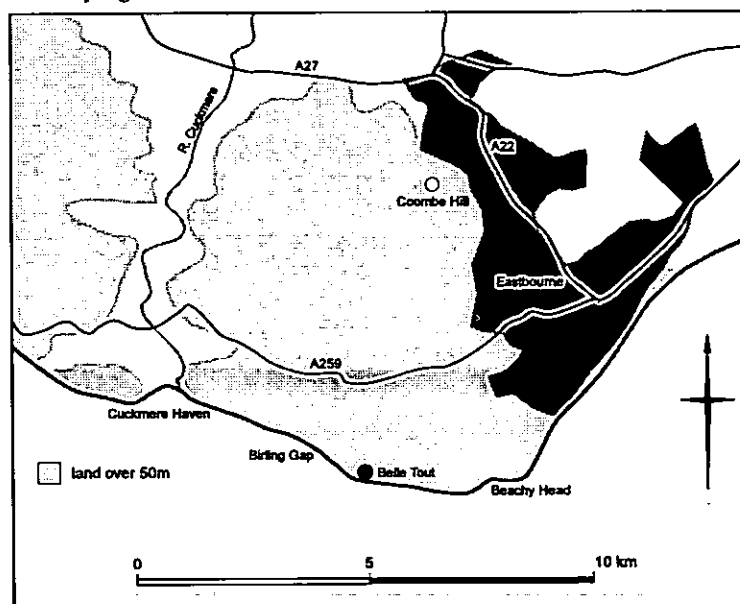 A27
R. Cuckmere
A22
Coombe Hill
Eastbourne
A259
Cuckmere Haven
Birling Gap
land over 50m
Belle Tout
Beachy Head
0 5 10 km